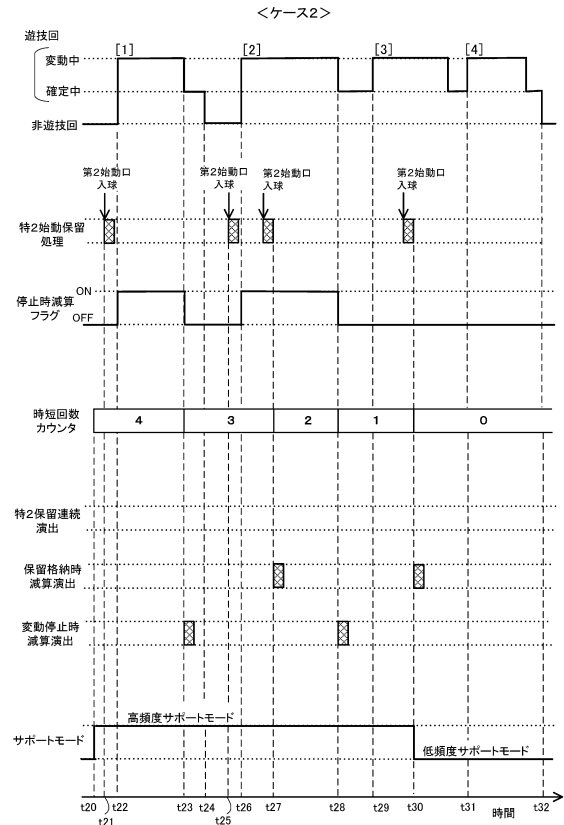 ＜ケース２＞
遊技回
変動中
確定中
非遊技回
[1]
[2]
[3]
[4]
第２始動口
入球
第２始動口
入球
第２始動口
入球
第２始動口
入球
特２始動保留
処理
停止時減算
フラグ
ON
OFF
時短回数
カウンタ
4
3
2
1
0
特２保留連続
演出
保留格納時
減算演出
変動停止時
減算演出
サポートモード
高頻度サポートモード
低頻度サポートモード
t20
t21
t22
t23
t24
t25
t26
t27
t28
t29
t30
t31
t32
時間